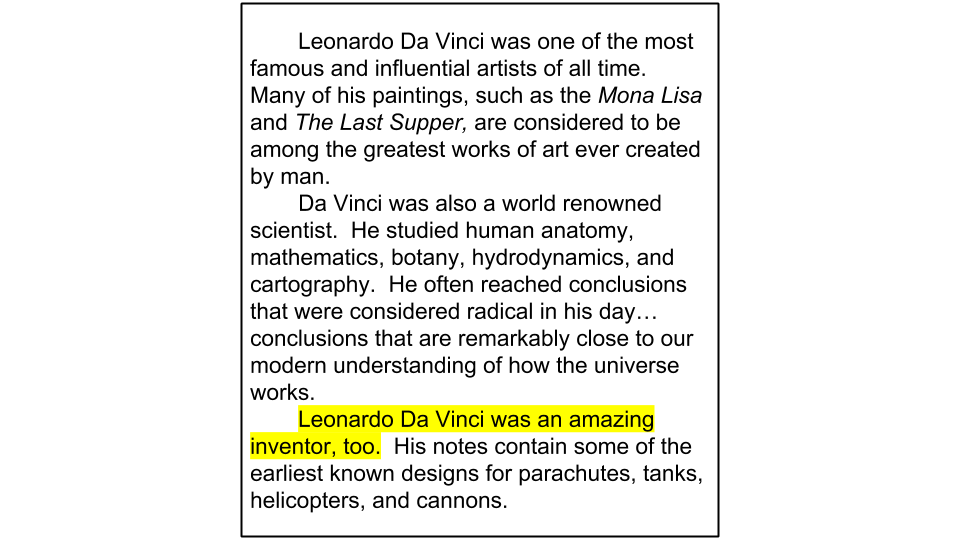 Leonardo Da Vinci was one of the most
famous and influential artists of all time.
Many of his paintings, such as the Mona Lisa
and The Last Supper, are considered to be
among the greatest works of art ever created
by man.
Da Vinci was also a world renowned
scientist.  He studied human anatomy,
mathematics, botany, hydrodynamics, and
cartography.  He often reached conclusions
that were considered radical in his day…
conclusions that are remarkably close to our
modern understanding of how the universe
works.
Leonardo Da Vinci was an amazing
inventor, too.  His notes contain some of the
earliest known designs for parachutes, tanks,
helicopters, and cannons.